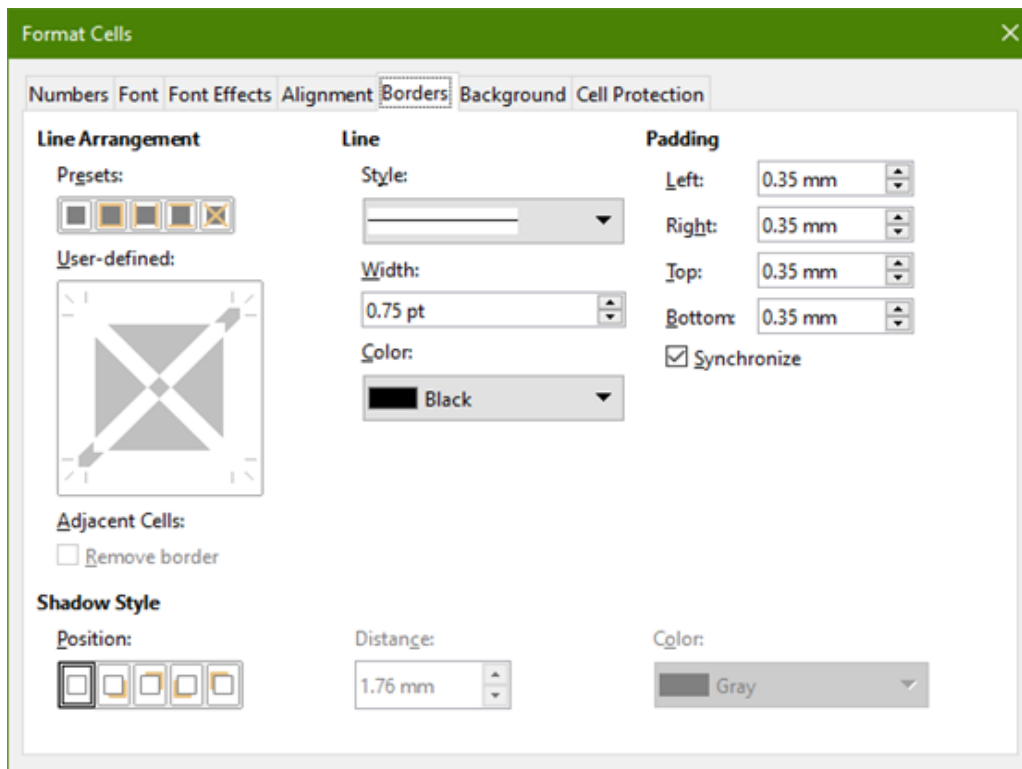 Format Cells
Numbers Font Font Effects Alignment Borders Background Cell Protection
Line Arrangement
Presets:
User-defined:
Adjacent Cells:
Remove border
Line
Style:
Width:
0.75 pt
Color:
Black
Padding
Left: 0.35 mm
Right: 0.35 mm
Top: 0.35 mm
Bottom: 0.35 mm
Synchronize
Shadow Style
Position:
Distance:
1.76 mm
Color:
Gray